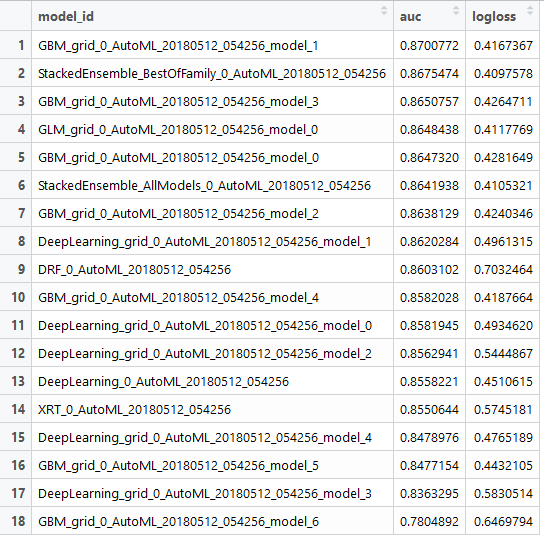 model_id auc logloss
1 GBM_grid_0_AutoML_20180512_054256_model_1 0.8700772 0.4167367
2 StackedEnsemble_BestOfFamily_0_AutoML_20180512_054256 0.8675474 0.4097578
3 GBM_grid_0_AutoML_20180512_054256_model_3 0.8650757 0.4264711
4 GLM_grid_0_AutoML_20180512_054256_model_0 0.8648438 0.4117769
5 GBM_grid_0_AutoML_20180512_054256_model_0 0.8647320 0.4281649
6 StackedEnsemble_AllModels_0_AutoML_20180512_054256 0.8641938 0.4105321
7 GBM_grid_0_AutoML_20180512_054256_model_2 0.8638129 0.4240346
8 DeepLearning_grid_0_AutoML_20180512_054256_model_1 0.8620284 0.4961315
9 DRF_0_AutoML_20180512_054256 0.8603102 0.7032464
10 GBM_grid_0_AutoML_20180512_054256_model_4 0.8582028 0.4187664
11 DeepLearning_grid_0_AutoML_20180512_054256_model_0 0.8581945 0.4934620
12 DeepLearning_grid_0_AutoML_20180512_054256_model_2 0.8562941 0.5444867
13 DeepLearning_0_AutoML_20180512_054256 0.8558221 0.4510615
14 XRT_0_AutoML_20180512_054256 0.8550644 0.5745181
15 DeepLearning_grid_0_AutoML_20180512_054256_model_4 0.8478976 0.4765189
16 GBM_grid_0_AutoML_20180512_054256_model_5 0.8477154 0.4432105
17 DeepLearning_grid_0_AutoML_20180512_054256_model_3 0.8363295 0.5830514
18 GBM_grid_0_AutoML_20180512_054256_model_6 0.7804892 0.6469794